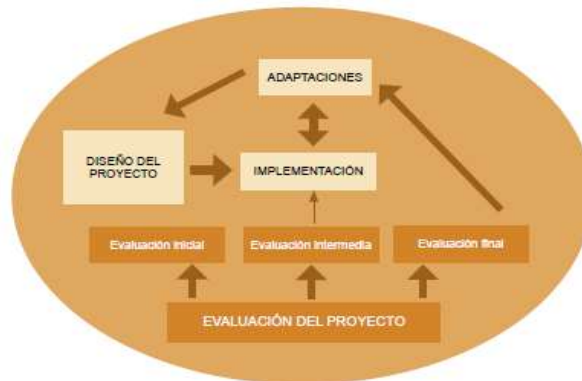 ADAPTACIONES
DISEÑO DEL
PROYECTO
IMPLEMENTACIÓN
Evaluación inicial
Evaluación intermedia
Evaluación final
EVALUACIÓN DEL PROYECTO